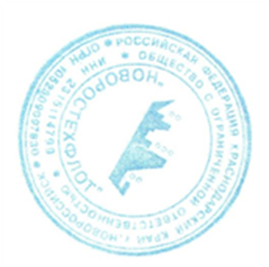 РОССИЙСКАЯ ФЕДЕРАЦИЯ КРАСНОДАРСКИЙ КРАЙ г. НОВОРОССИЙСК
ОБЩЕСТВО С ОГРАНИЧЕННОЙ ОТВЕТСТВЕННОСТЬЮ
ОГРН
ИНН
"НОВОРОСТЕХФЛОТ"